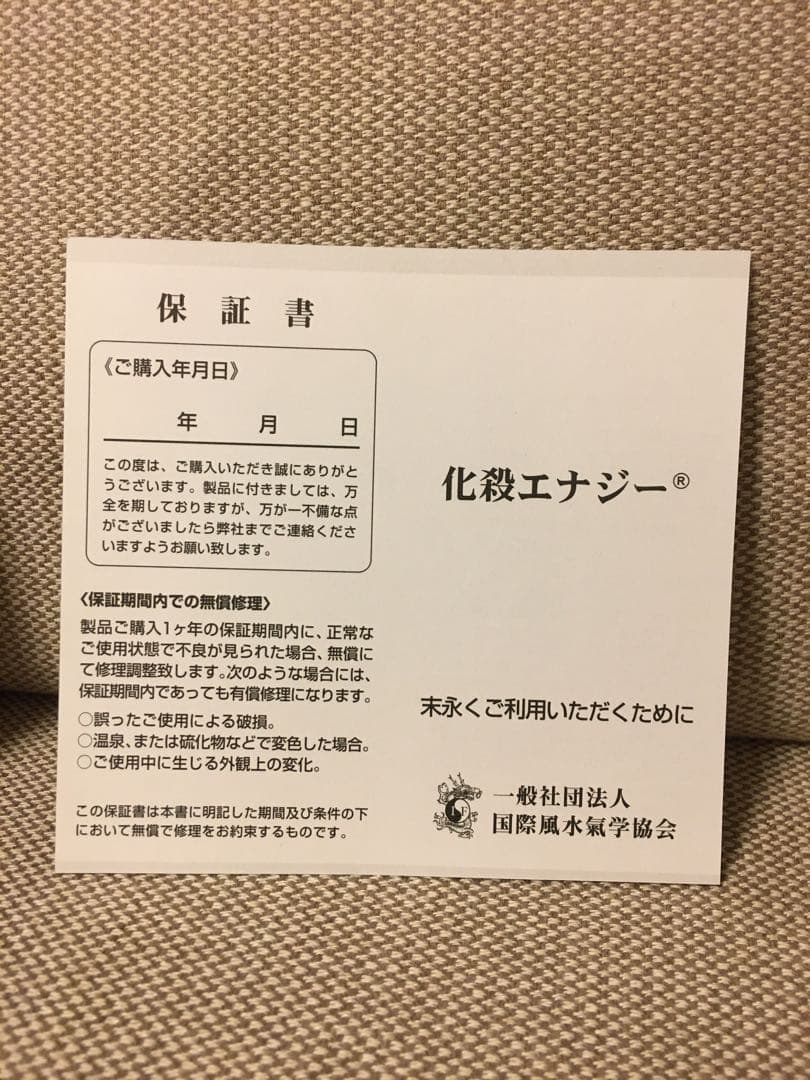 保証書
《ご購入年月日》
年 月 日
この度は、ご購入いただき誠にありがと
うございます。製品に付きましては、万
全を期しておりますが、万が一不備な点
がございましたら弊社までご連絡くださ
いますようお願い致します。
〈保証期間内での無償修理〉
製品ご購入1ヶ年の保証期間内に、正常な
ご使用状態で不良が見られた場合、無償に
て修理調整致します。次のような場合には、
保証期間内であっても有償修理になります。
○誤ったご使用による破損。
○温泉、または硫化物などで変色した場合。
○ご使用中に生じる外観上の変化。
この保証書は本書に明記した期間及び条件の下
において無償で修理をお約束するものです。
化殺エナジー®
末永くご利用いただくために
一般社団法人
国際風水氣学協会